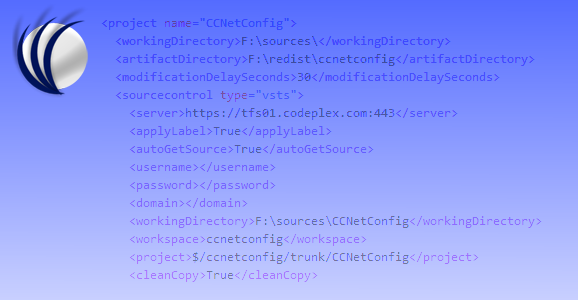 <project name="CCNetConfig">
<workingDirectory>F:\sources\</workingDirectory>
<artifactDirectory>F:\redist\ccnetconfig</artifactDirectory>
<modificationDelaySeconds>30</modificationDelaySeconds>
<sourcecontrol type="vsts">
<server>https://tfs01.codeplex.com:443</server>
<applyLabel>True</applyLabel>
<autoGetSource>True</autoGetSource>
<username></username>
<password></password>
<domain></domain>
<workingDirectory>F:\sources\CCNetConfig</workingDirectory>
<workspace>ccnetconfig</workspace>
<project>$/ccnetconfig/trunk/CCNetConfig</project>
<cleanCopy>True</cleanCopy>